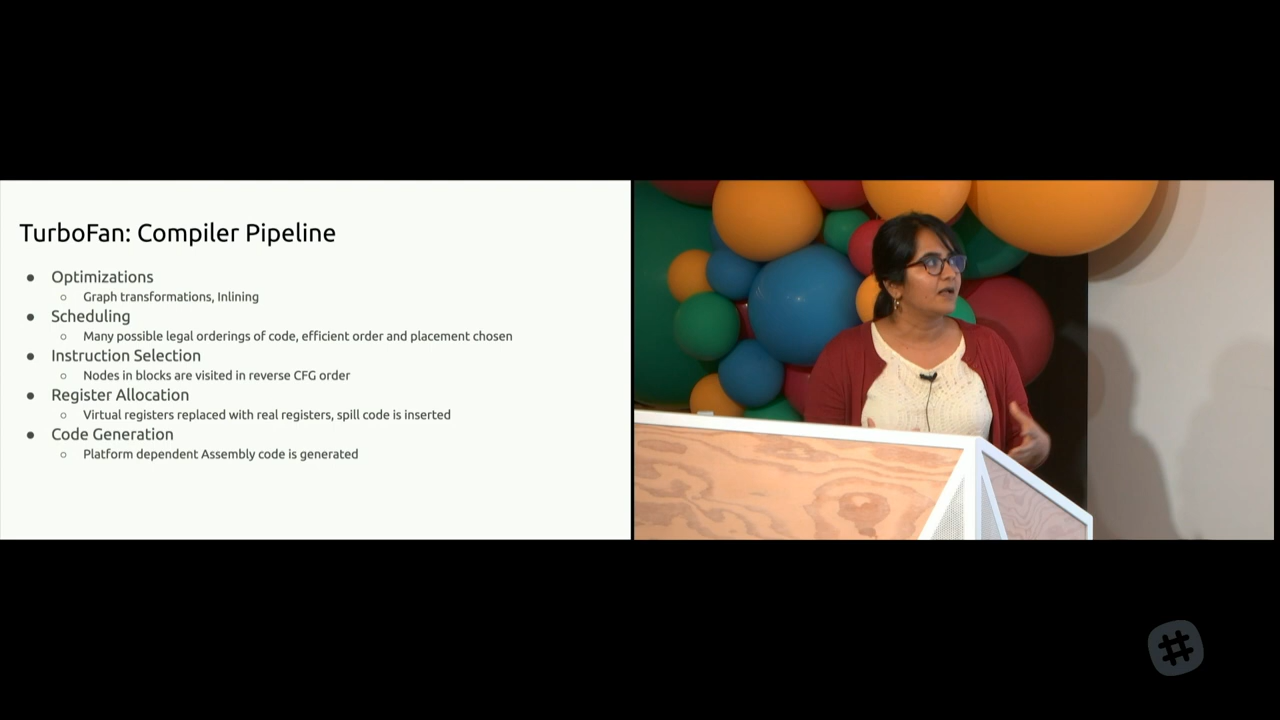 TurboFan: Compiler Pipeline
● Optimizations
○ Graph transformations, Inlining
● Scheduling
○ Many possible legal orderings of code, efficient order and placement chosen
● Instruction Selection
○ Nodes in blocks are visited in reverse CFG order
● Register Allocation
○ Virtual registers replaced with real registers, spill code is inserted
● Code Generation
○ Platform dependent Assembly code is generated